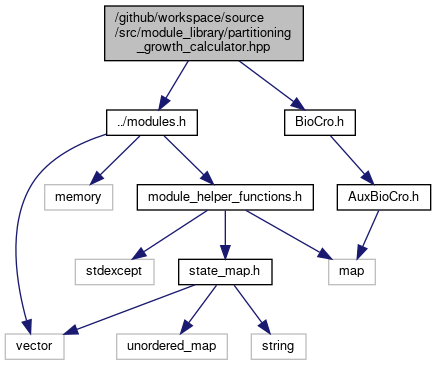 /github/workspace/source
/src/module_library/partitioning
_growth_calculator.hpp
../modules.h
BioCro.h
memory
module_helper_functions.h
AuxBioCro.h
stdexcept
state_map.h
map
vector
unordered_map
string